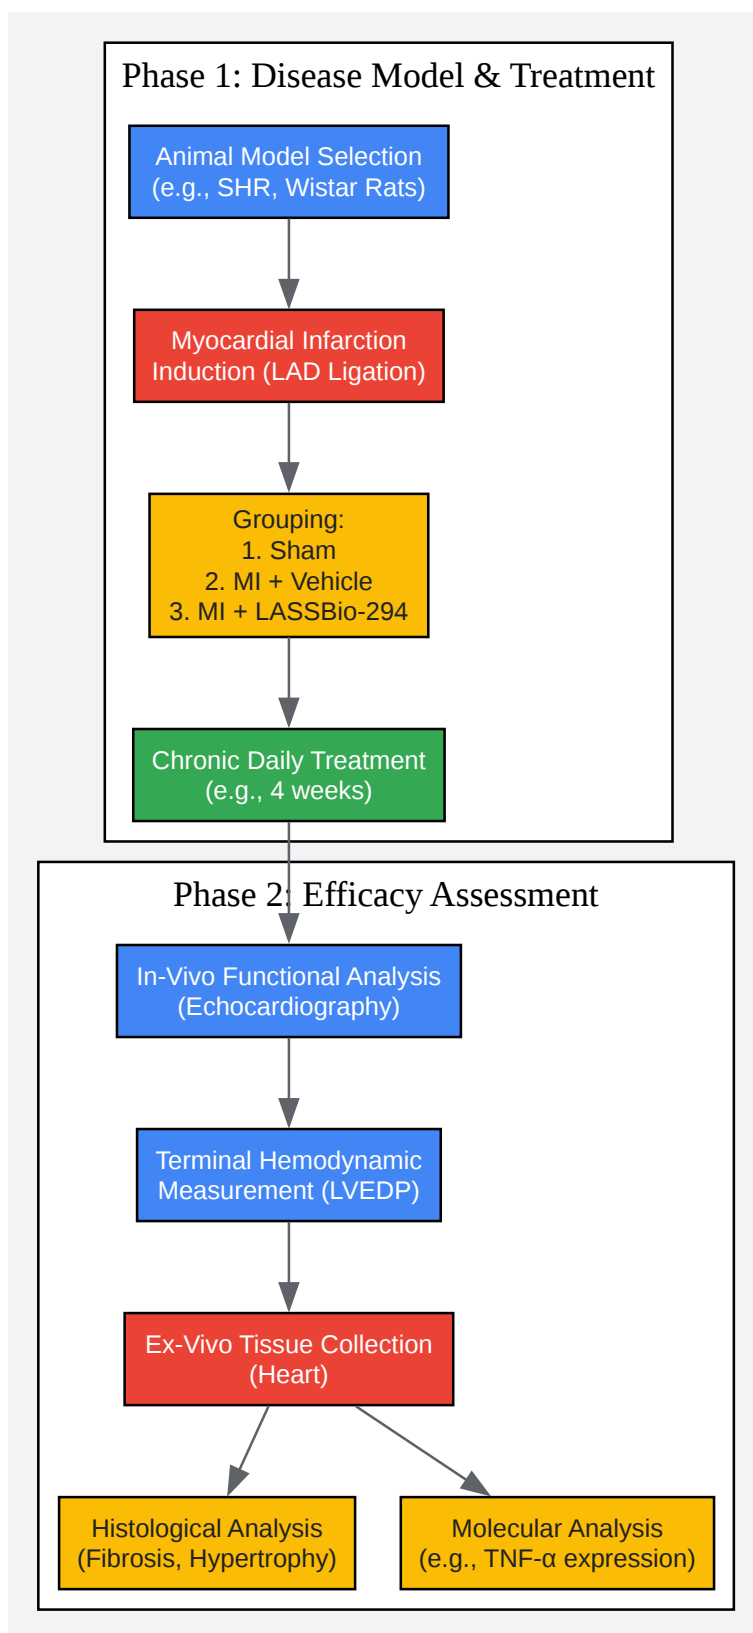 Phase 1: Disease Model & Treatment
Animal Model Selection
(e.g., SHR, Wistar Rats)
Myocardial Infarction
Induction (LAD Ligation)
Grouping:
1. Sham
2. MI + Vehicle
3. MI + LASSBio-294
Chronic Daily Treatment
(e.g., 4 weeks)
Phase 2: Efficacy Assessment
In-Vivo Functional Analysis
(Echocardiography)
Terminal Hemodynamic
Measurement (LVEDP)
Ex-Vivo Tissue Collection
(Heart)
Histological Analysis
(Fibrosis, Hypertrophy)
Molecular Analysis
(e.g., TNF-α expression)